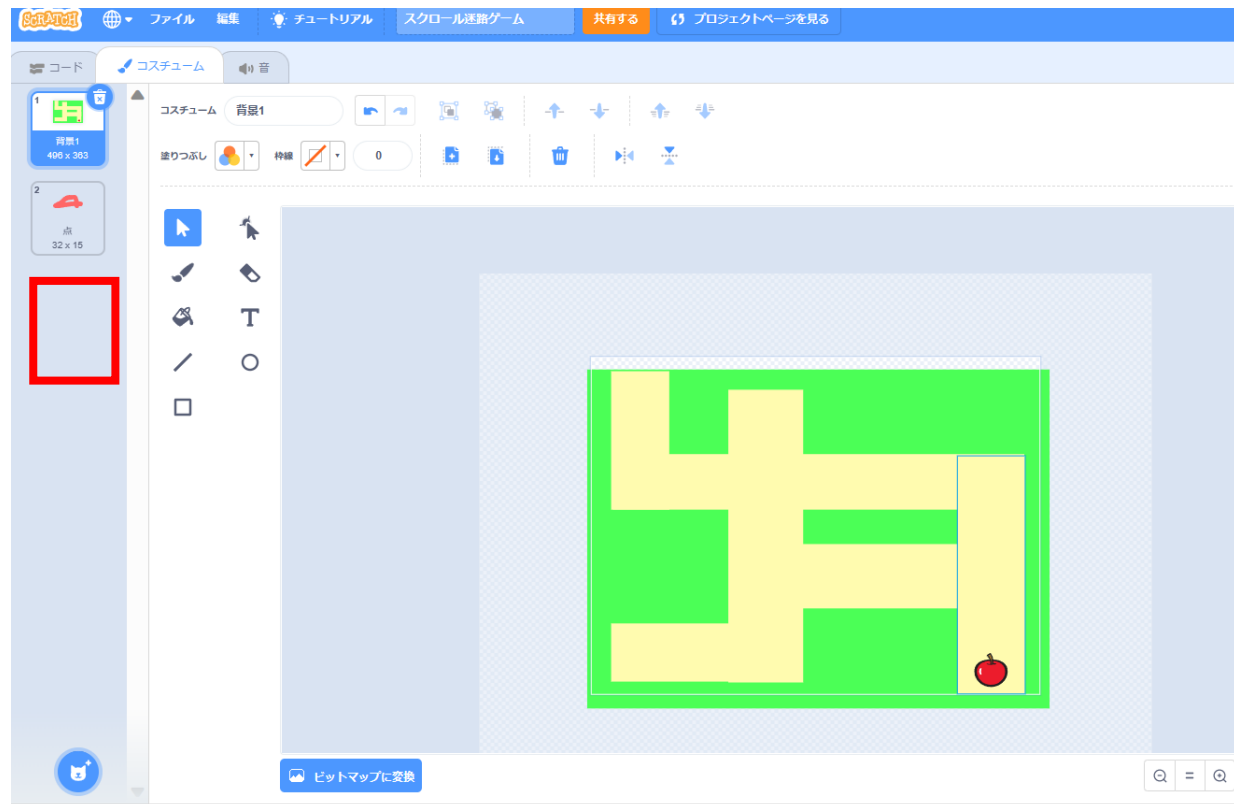 SCRATCH ファイル 編集 チュートリアル スクロール迷路ゲーム 共有する プロジェクトページを見る
コード コスチューム 音
1
背景1
496 x 363
2
点
32 x 15
コスチューム 背景1
塗りつぶし 枠線 0
T
ビットマップに変換